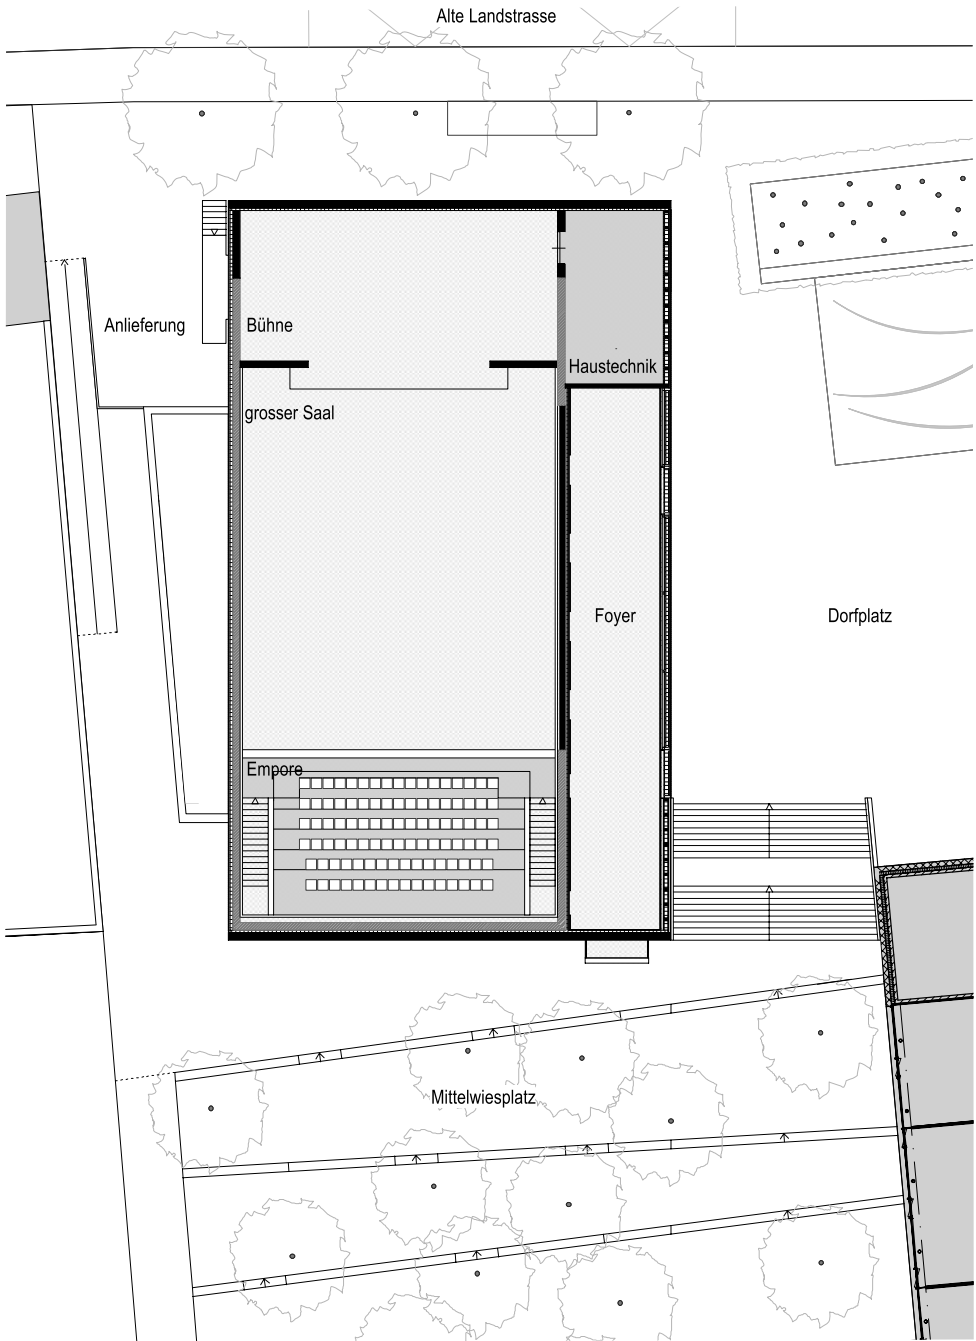 Alte Landstrasse
Anlieferung
Bühne
Haustechnik
grosser Saal
Foyer
Dorfplatz
Empore
Mittelwiesplatz